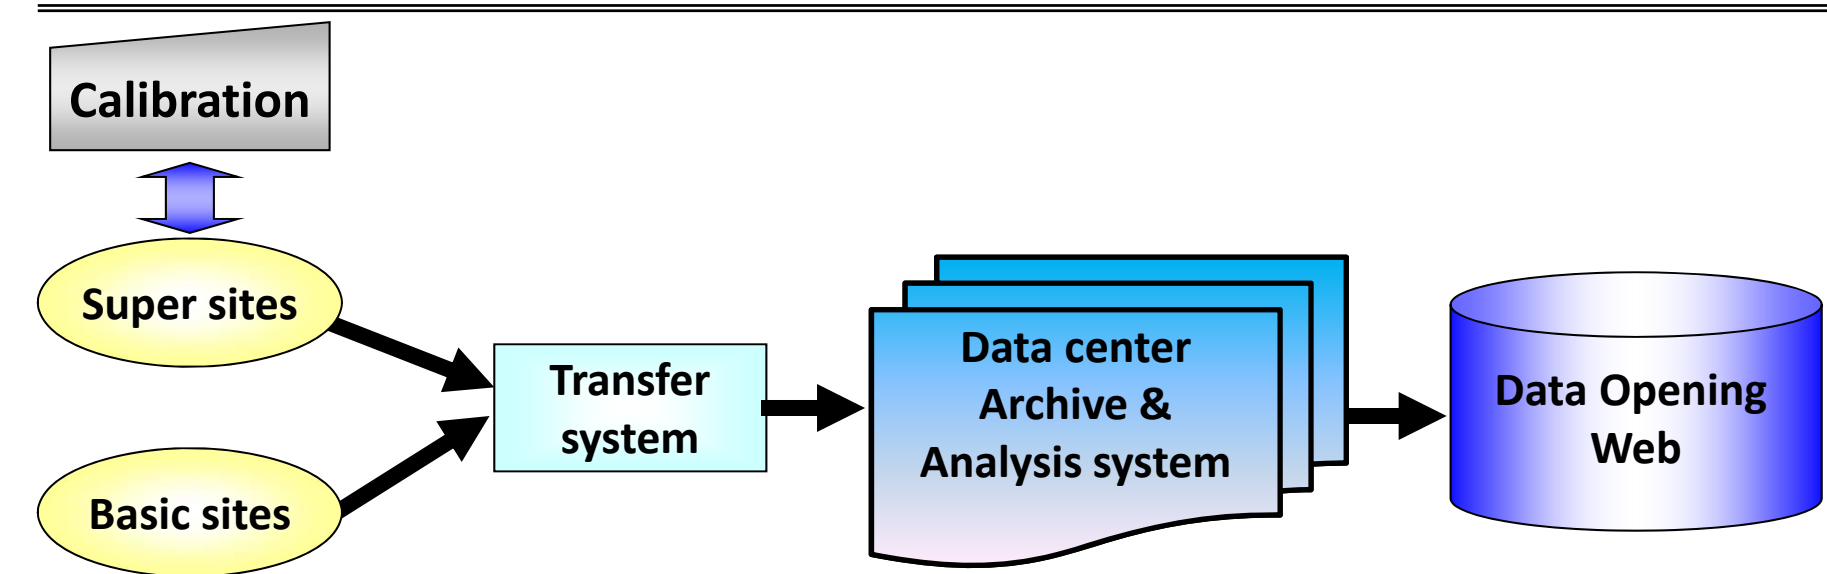 Calibration
Super sites
Basic sites
Transfer
system
Data center
Archive &
Analysis system
Data Opening
Web